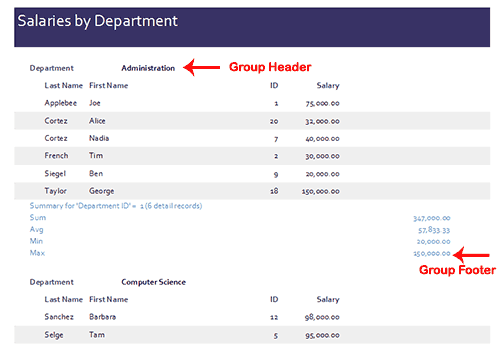 Salaries by Department
Department Administration Group Header
Last Name First Name ID Salary
Applebee Joe 1 75,000.00
Cortez Alice 20 32,000.00
Cortez Nadia 7 40,000.00
French Tim 2 30,000.00
Siegel Ben 9 20,000.00
Taylor George 18 150,000.00
Summary for 'Department ID' = 1 (6 detail records)
Sum 347,000.00
Avg 57,833.33
Min 20,000.00
Max 150,000.00
Group Footer
Department Computer Science
Last Name First Name ID Salary
Sanchez Barbara 12 98,000.00
Selge Tam 5 95,000.00